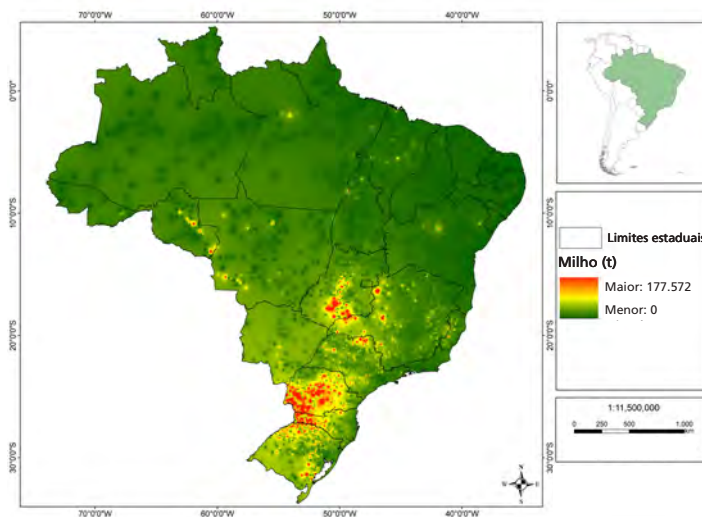 70°0'0"W 60°0'0"W 50°0'0"W 40°0'0"W
0°0'0" 0°0'0"
10°0'0"S 10°0'0"S
20°0'0"S 20°0'0"S
30°0'0"S 30°0'0"S
70°0'0"W 60°0'0"W 50°0'0"W 40°0'0"W
N
W E
S
Limites estaduais
Milho (t)
Maior: 177.572
Menor: 0
1:11,500,000
0 250 500 1.000
km